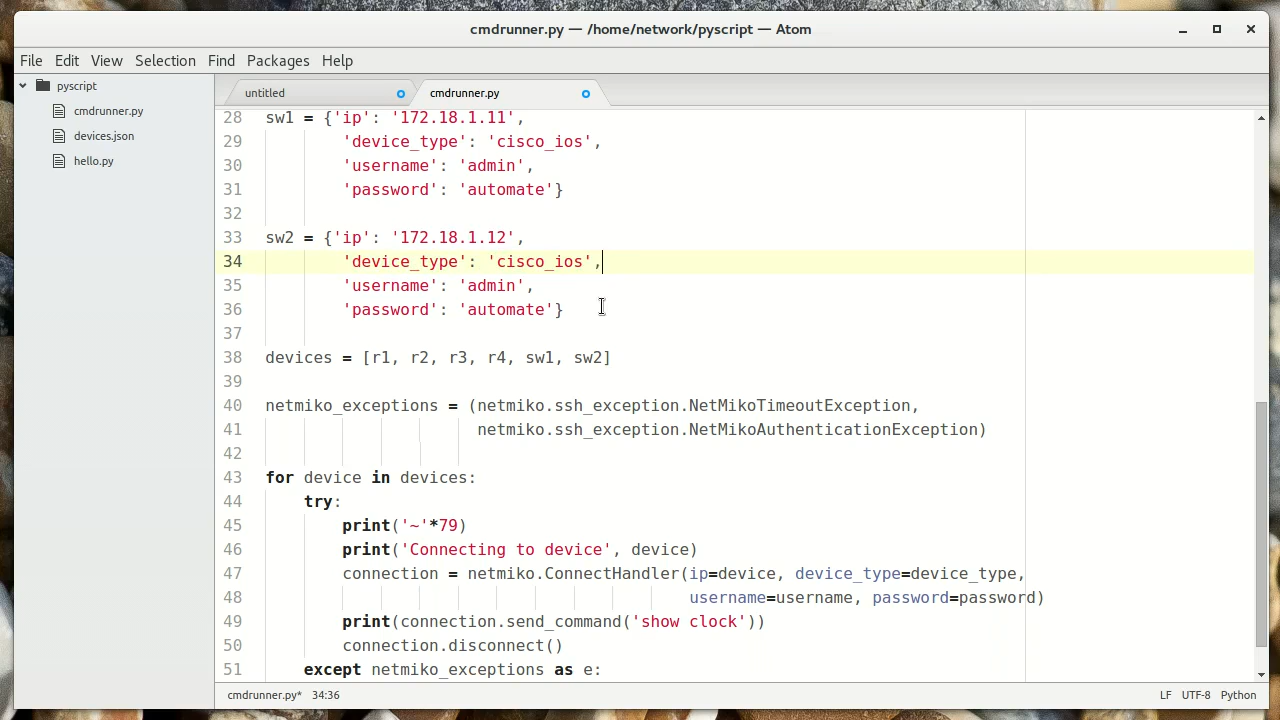 cmdrunner.py — /home/network/pyscript — Atom
File Edit View Selection Find Packages Help
pyscript
cmdrunner.py
devices.json
hello.py
untitled
cmdrunner.py
28 sw1 = {'ip': '172.18.1.11',
29 'device_type': 'cisco_ios',
30 'username': 'admin',
31 'password': 'automate'}
32
33 sw2 = {'ip': '172.18.1.12',
34 'device_type': 'cisco_ios',
35 'username': 'admin',
36 'password': 'automate'}
37
38 devices = [r1, r2, r3, r4, sw1, sw2]
39
40 netmiko_exceptions = (netmiko.ssh_exception.NetMikoTimeoutException,
41 netmiko.ssh_exception.NetMikoAuthenticationException)
42
43 for device in devices:
44 try:
45 print('~'*79)
46 print('Connecting to device', device)
47 connection = netmiko.ConnectHandler(ip=device, device_type=device_type,
48 username=username, password=password)
49 print(connection.send_command('show clock'))
50 connection.disconnect()
51 except netmiko_exceptions as e:
cmdrunner.py* 34:36 LF UTF-8 Python